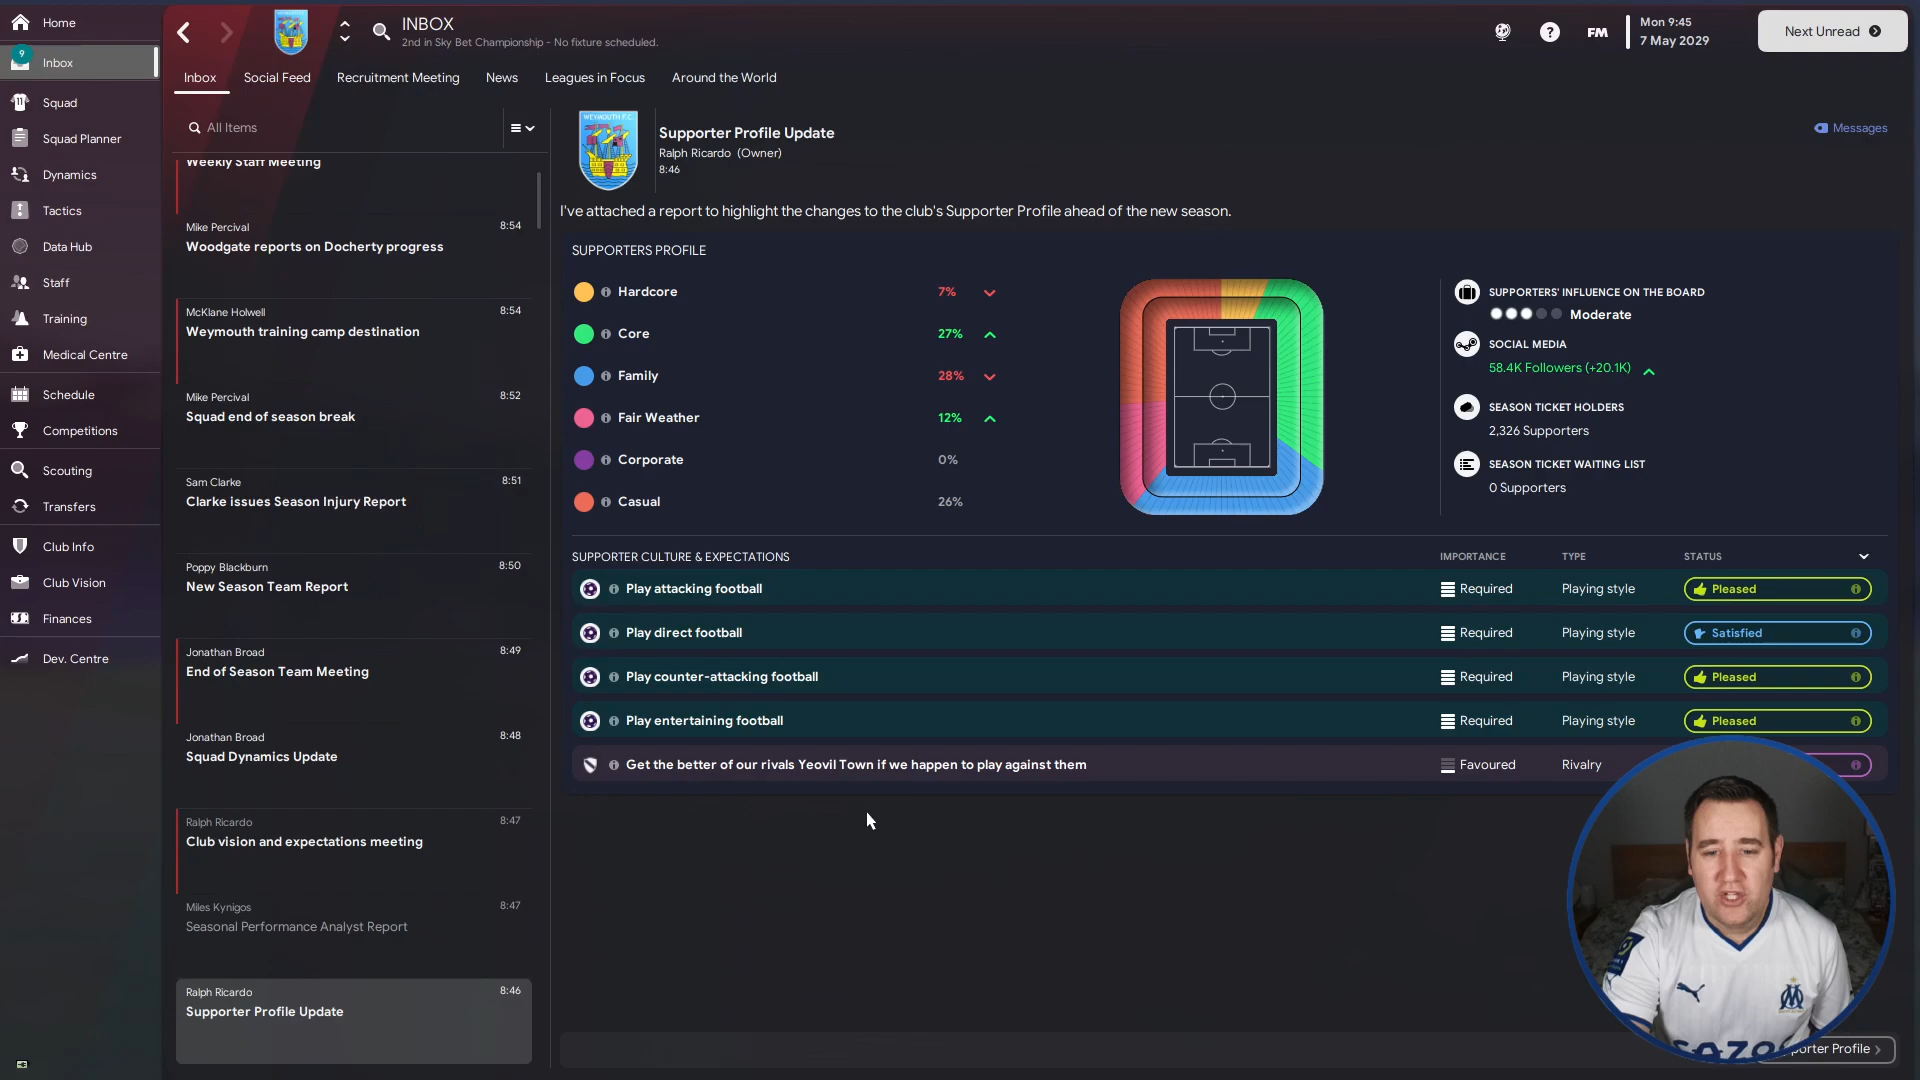 Home
9
Inbox
Squad
Squad Planner
Dynamics
Tactics
Data Hub
Staff
Training
Medical Centre
Schedule
Competitions
Scouting
Transfers
Club Info
Club Vision
Finances
Dev. Centre
INBOX
2nd in Sky Bet Championship - No fixture scheduled.
FM
Mon 9:45
7 May 2029
Next Unread
Inbox
Social Feed
Recruitment Meeting
News
Leagues in Focus
Around the World
All Items
Weekly Staff Meeting
Mike Percival 8:54
Woodgate reports on Docherty progress
McKlane Holwell 8:54
Weymouth training camp destination
Mike Percival 8:52
Squad end of season break
Sam Clarke 8:51
Clarke issues Season Injury Report
Poppy Blackburn 8:50
New Season Team Report
Jonathan Broad 8:49
End of Season Team Meeting
Jonathan Broad 8:48
Squad Dynamics Update
Ralph Ricardo 8:47
Club vision and expectations meeting
Miles Kynigos 8:47
Seasonal Performance Analyst Report
Ralph Ricardo 8:46
Supporter Profile Update
WEYMOUTH F.C.
Supporter Profile Update
Ralph Ricardo (Owner)
8:46
Messages
I've attached a report to highlight the changes to the club's Supporter Profile ahead of the new season.
SUPPORTERS PROFILE
Hardcore 7%
Core 27%
Family 28%
Fair Weather 12%
Corporate 0%
Casual 26%
SUPPORTERS' INFLUENCE ON THE BOARD
Moderate
SOCIAL MEDIA
58.4K Followers (+20.1K)
SEASON TICKET HOLDERS
2,326 Supporters
SEASON TICKET WAITING LIST
0 Supporters
SUPPORTER CULTURE & EXPECTATIONS IMPORTANCE TYPE STATUS
Play attacking football Required Playing style Pleased
Play direct football Required Playing style Satisfied
Play counter-attacking football Required Playing style Pleased
Play entertaining football Required Playing style Pleased
Get the better of our rivals Yeovil Town if we happen to play against them Favoured Rivalry
porter Profile